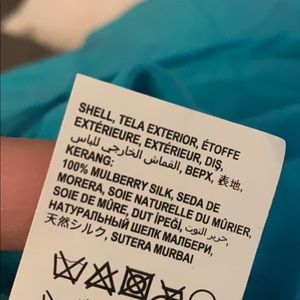 SHELL, TELA EXTERIOR, ÉTOFFE
EXTÉRIEURE, EXTÉRIEUR, DIŞ,
القماش الخارجي للباس, ВЕРХ, 表地,
KERANG:
100% MULBERRY SILK, SEDA DE
MORERA, SOIE NATURELLE DU MÛRIER,
SOIE DE MÛRE, DUT İPEĞİ, حرير التوت,
НАТУРАЛЬНЫЙ ШЕЛК МАЛБЕРИ,
天然シルク, SUTERA MURBAI